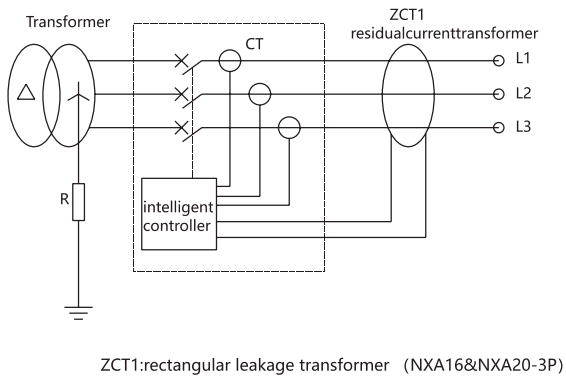 Transformer
ZCT1
residualcurrenttransformer
CT
L1
L2
L3
R
intelligent
controller
ZCT1:rectangular leakage transformer （NXA16&NXA20-3P）